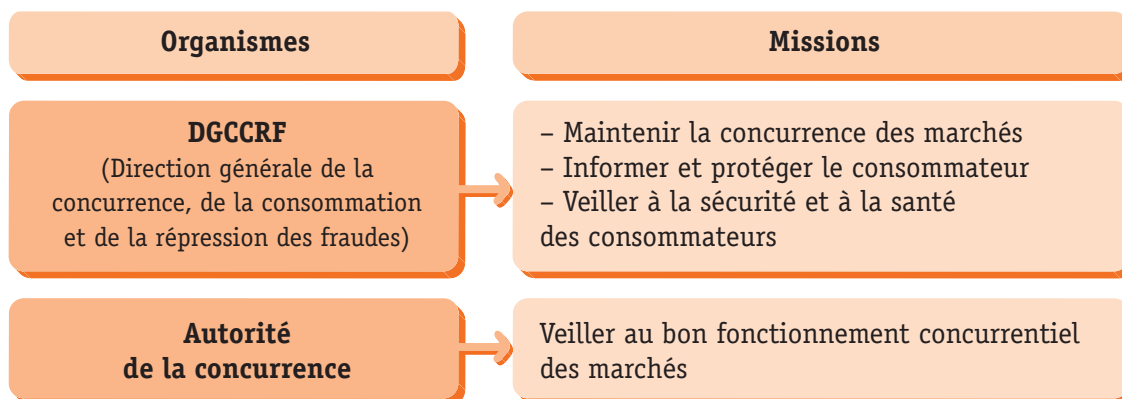 Organismes
Missions
DGCCRF
(Direction générale de la
concurrence, de la consommation
et de la répression des fraudes)
– Maintenir la concurrence des marchés
– Informer et protéger le consommateur
– Veiller à la sécurité et à la santé
des consommateurs
Autorité
de la concurrence
Veiller au bon fonctionnement concurrentiel
des marchés